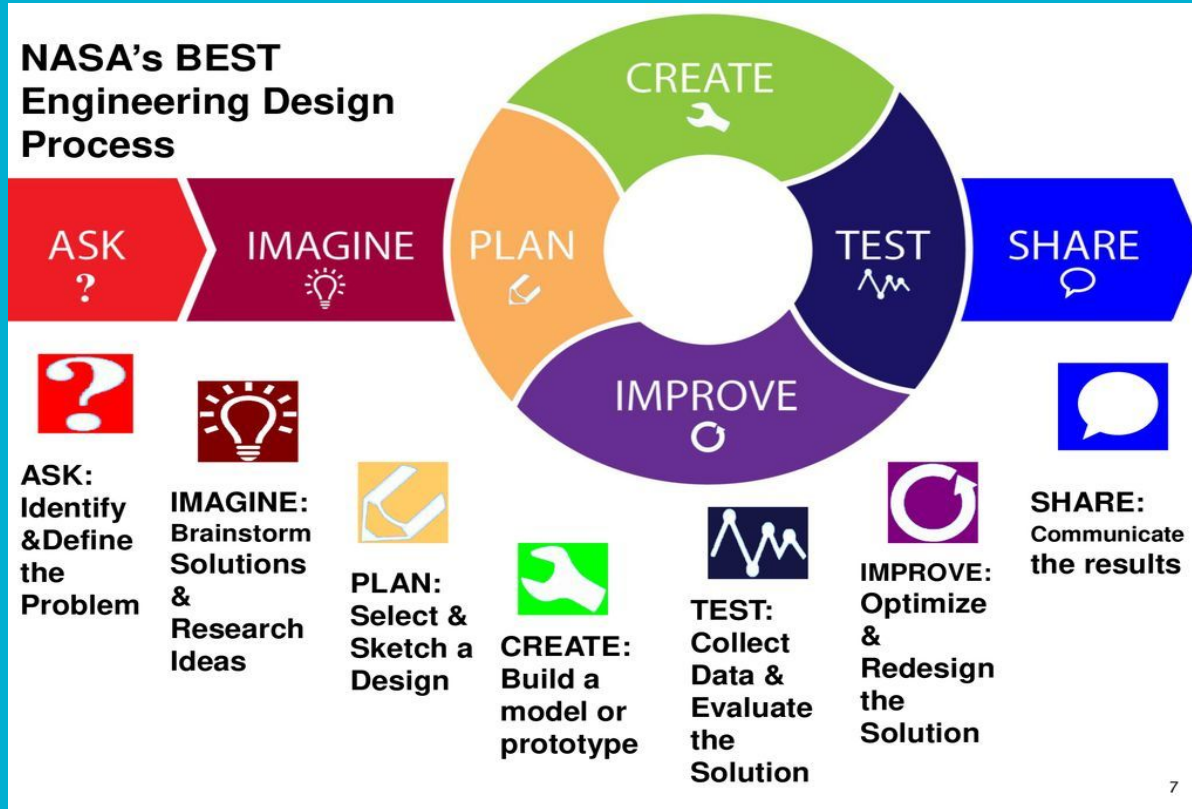 NASA's BEST
Engineering Design
Process
CREATE
ASK
?
IMAGINE
PLAN
TEST
SHARE
IMPROVE
?
ASK:
Identify
&Define
the
Problem
IMAGINE:
Brainstorm
Solutions
&
Research
Ideas
PLAN:
Select &
Sketch a
Design
CREATE:
Build a
model or
prototype
TEST:
Collect
Data &
Evaluate
the
Solution
IMPROVE:
Optimize
&
Redesign
the
Solution
SHARE:
Communicate
the results
7